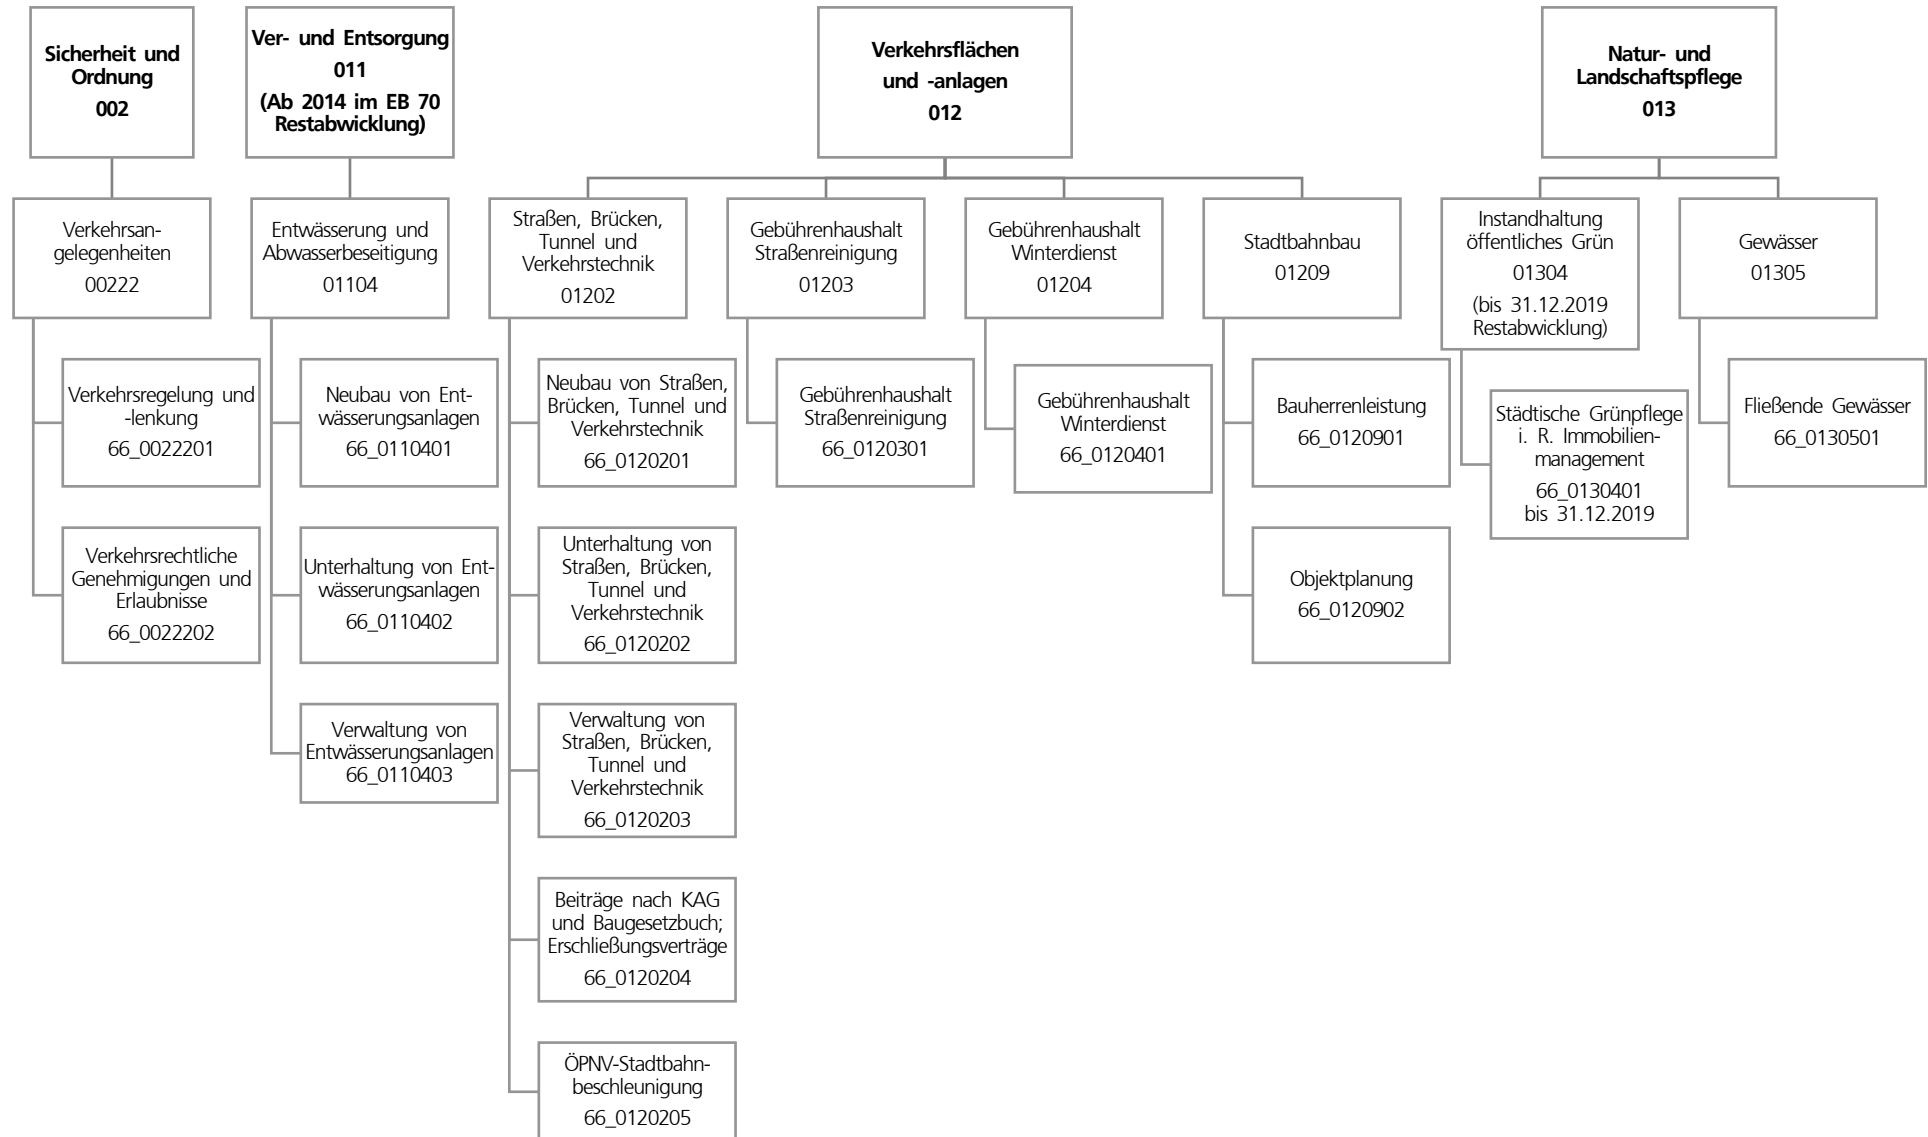 Sicherheit und
Ordnung
002
Ver- und Entsorgung
011
(Ab 2014 im EB 70
Restabwicklung)
Verkehrsflächen
und -anlagen
012
Natur- und
Landschaftspflege
013
Verkehrsan-
gelegenheiten
00222
Entwässerung und
Abwasserbeseitigung
01104
Straßen, Brücken,
Tunnel und
Verkehrstechnik
01202
Gebührenhaushalt
Straßenreinigung
01203
Gebührenhaushalt
Winterdienst
01204
Stadtbahnbau
01209
Instandhaltung
öffentliches Grün
01304
(bis 31.12.2019
Restabwicklung)
Gewässer
01305
Verkehrsregelung und
-lenkung
66_0022201
Neubau von Ent-
wässerungsanlagen
66_0110401
Neubau von Straßen,
Brücken, Tunnel und
Verkehrstechnik
66_0120201
Gebührenhaushalt
Straßenreinigung
66_0120301
Gebührenhaushalt
Winterdienst
66_0120401
Bauherrenleistung
66_0120901
Städtische Grünpflege
i. R. Immobilien-
management
66_0130401
bis 31.12.2019
Fließende Gewässer
66_0130501
Verkehrsrechtliche
Genehmigungen und
Erlaubnisse
66_0022202
Unterhaltung von Ent-
wässerungsanlagen
66_0110402
Unterhaltung von
Straßen, Brücken,
Tunnel und
Verkehrstechnik
66_0120202
Objektplanung
66_0120902
Verwaltung von
Entwässerungsanlagen
66_0110403
Verwaltung von
Straßen, Brücken,
Tunnel und
Verkehrstechnik
66_0120203
Beiträge nach KAG
und Baugesetzbuch;
Erschließungsverträge
66_0120204
ÖPNV-Stadtbahn-
beschleunigung
66_0120205